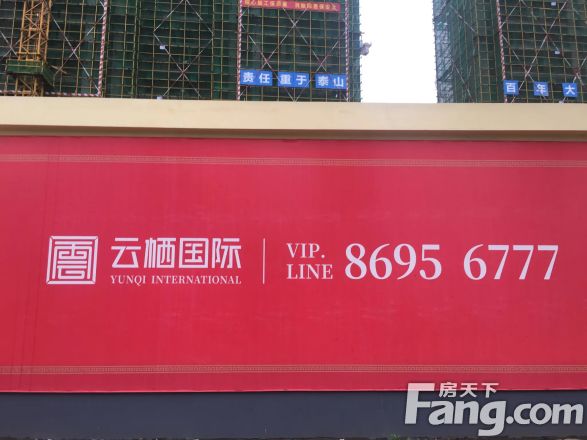 责任重于泰山
百年大
雲
云栖国际
YUNQI INTERNATIONAL
VIP.
LINE
8695 6777
房天下
Fang.com